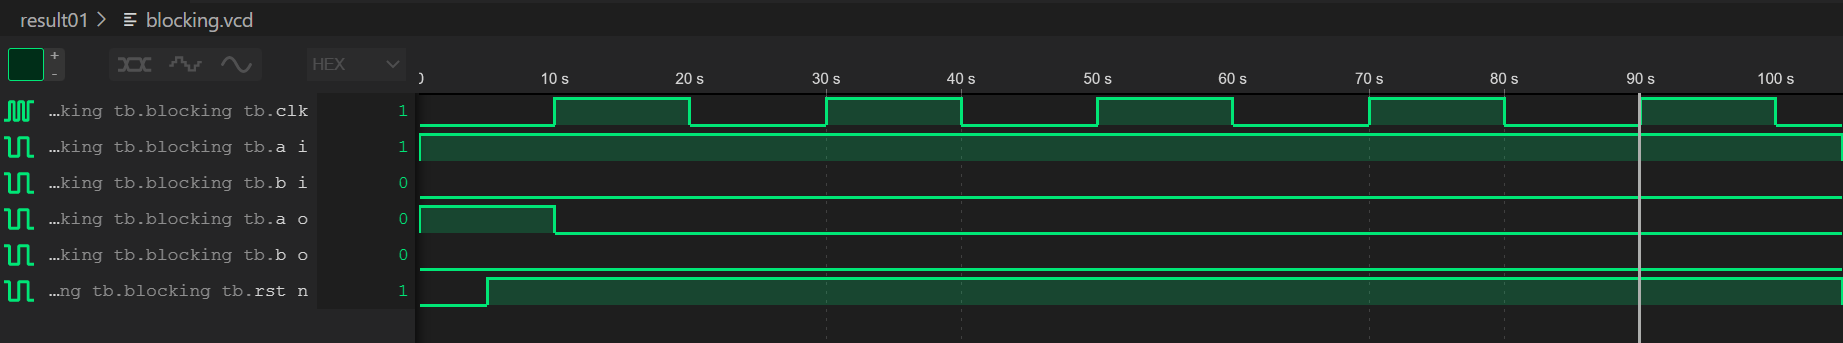 result01 > blocking.vcd
+
-
HEX
0 10 s 20 s 30 s 40 s 50 s 60 s 70 s 80 s 90 s 100 s
…king tb.blocking tb.clk 1
…king tb.blocking tb.a i 1
…king tb.blocking tb.b i 0
…king tb.blocking tb.a o 0
…king tb.blocking tb.b o 0
…ng tb.blocking tb.rst n 1